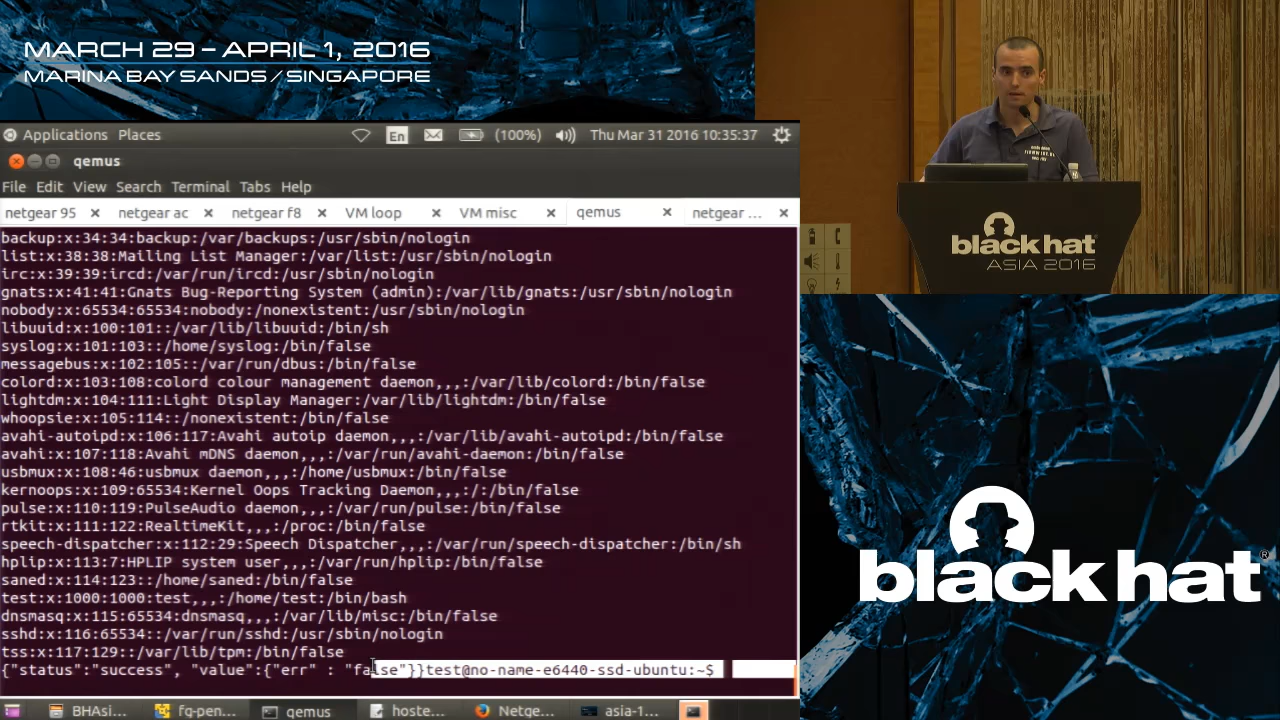 MARCH 29 – APRIL 1, 2016
MARINA BAY SANDS / SINGAPORE
Applications Places En (100%) Thu Mar 31 2016 10:35:37
qemus
File Edit View Search Terminal Tabs Help
netgear 95 × netgear ac × netgear f8 × VM loop × VM misc × qemus × netgear ... ×
backup:x:34:34:backup:/var/backups:/usr/sbin/nologin
list:x:38:38:Mailing List Manager:/var/list:/usr/sbin/nologin
irc:x:39:39:ircd:/var/run/ircd:/usr/sbin/nologin
gnats:x:41:41:Gnats Bug-Reporting System (admin):/var/lib/gnats:/usr/sbin/nologin
nobody:x:65534:65534:nobody:/nonexistent:/usr/sbin/nologin
libuuid:x:100:101::/var/lib/libuuid:/bin/sh
syslog:x:101:103::/home/syslog:/bin/false
messagebus:x:102:105::/var/run/dbus:/bin/false
colord:x:103:108:colord colour management daemon,,,:/var/lib/colord:/bin/false
lightdm:x:104:111:Light Display Manager:/var/lib/lightdm:/bin/false
whoopsie:x:105:114::/nonexistent:/bin/false
avahi-autoipd:x:106:117:Avahi autoip daemon,,,:/var/lib/avahi-autoipd:/bin/false
avahi:x:107:118:Avahi mDNS daemon,,,:/var/run/avahi-daemon:/bin/false
usbmux:x:108:46:usbmux daemon,,,:/home/usbmux:/bin/false
kernoops:x:109:65534:Kernel Oops Tracking Daemon,,,:/:/bin/false
pulse:x:110:119:PulseAudio daemon,,,:/var/run/pulse:/bin/false
rtkit:x:111:122:RealtimeKit,,,:/proc:/bin/false
speech-dispatcher:x:112:29:Speech Dispatcher,,,:/var/run/speech-dispatcher:/bin/sh
hplip:x:113:7:HPLIP system user,,,:/var/run/hplip:/bin/false
saned:x:114:123::/home/saned:/bin/false
test:x:1000:1000:test,,,:/home/test:/bin/bash
dnsmasq:x:115:65534:dnsmasq,,,:/var/lib/misc:/bin/false
sshd:x:116:65534::/var/run/sshd:/usr/sbin/nologin
tss:x:117:129::/var/lib/tpm:/bin/false
{"status":"success", "value":{"err" : "false"}}test@no-name-e6440-ssd-ubuntu:~$
BHAsi... fq-pen... qemus hoste... Netge... asia-1...
black hat
ASIA 2016
black hat®